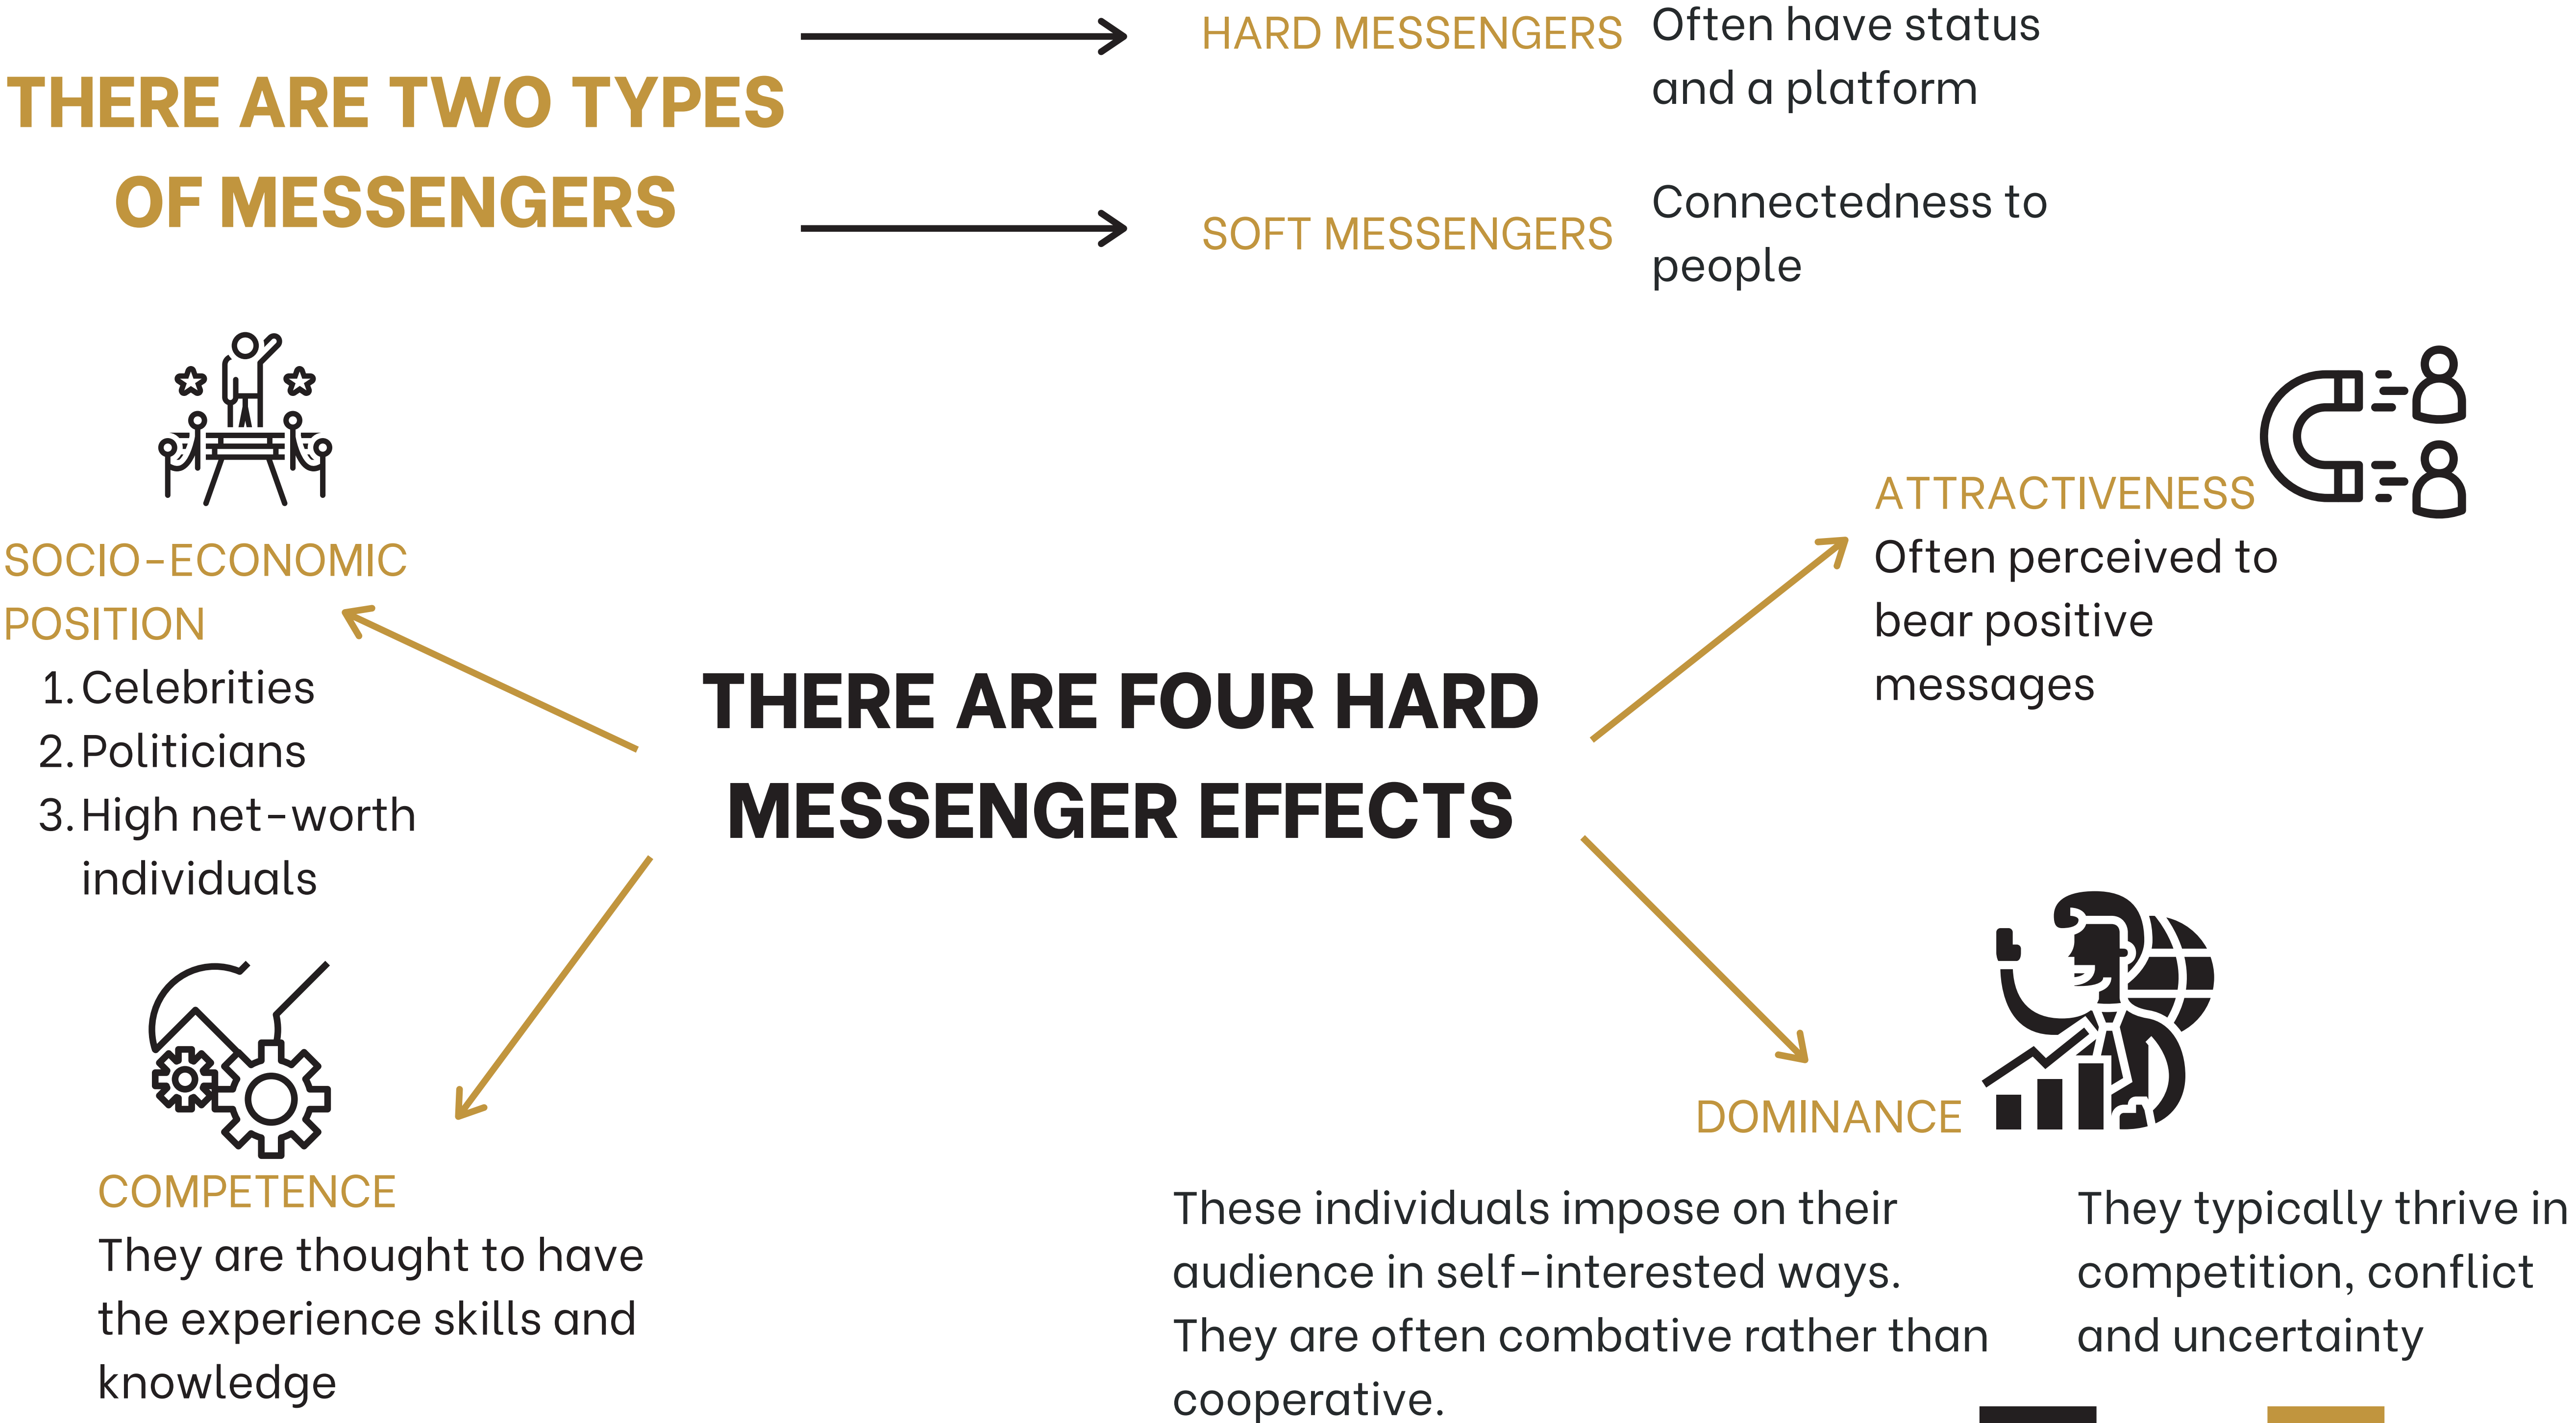 THERE ARE TWO TYPES
OF MESSENGERS
HARD MESSENGERS
Often have status
and a platform
SOFT MESSENGERS
Connectedness to
people
SOCIO-ECONOMIC
POSITION
1. Celebrities
2. Politicians
3. High net-worth
individuals
THERE ARE FOUR HARD
MESSENGER EFFECTS
ATTRACTIVENESS
Often perceived to
bear positive
messages
COMPETENCE
They are thought to have
the experience skills and
knowledge
DOMINANCE
These individuals impose on their
audience in self-interested ways.
They are often combative rather than
cooperative.
They typically thrive in
competition, conflict
and uncertainty